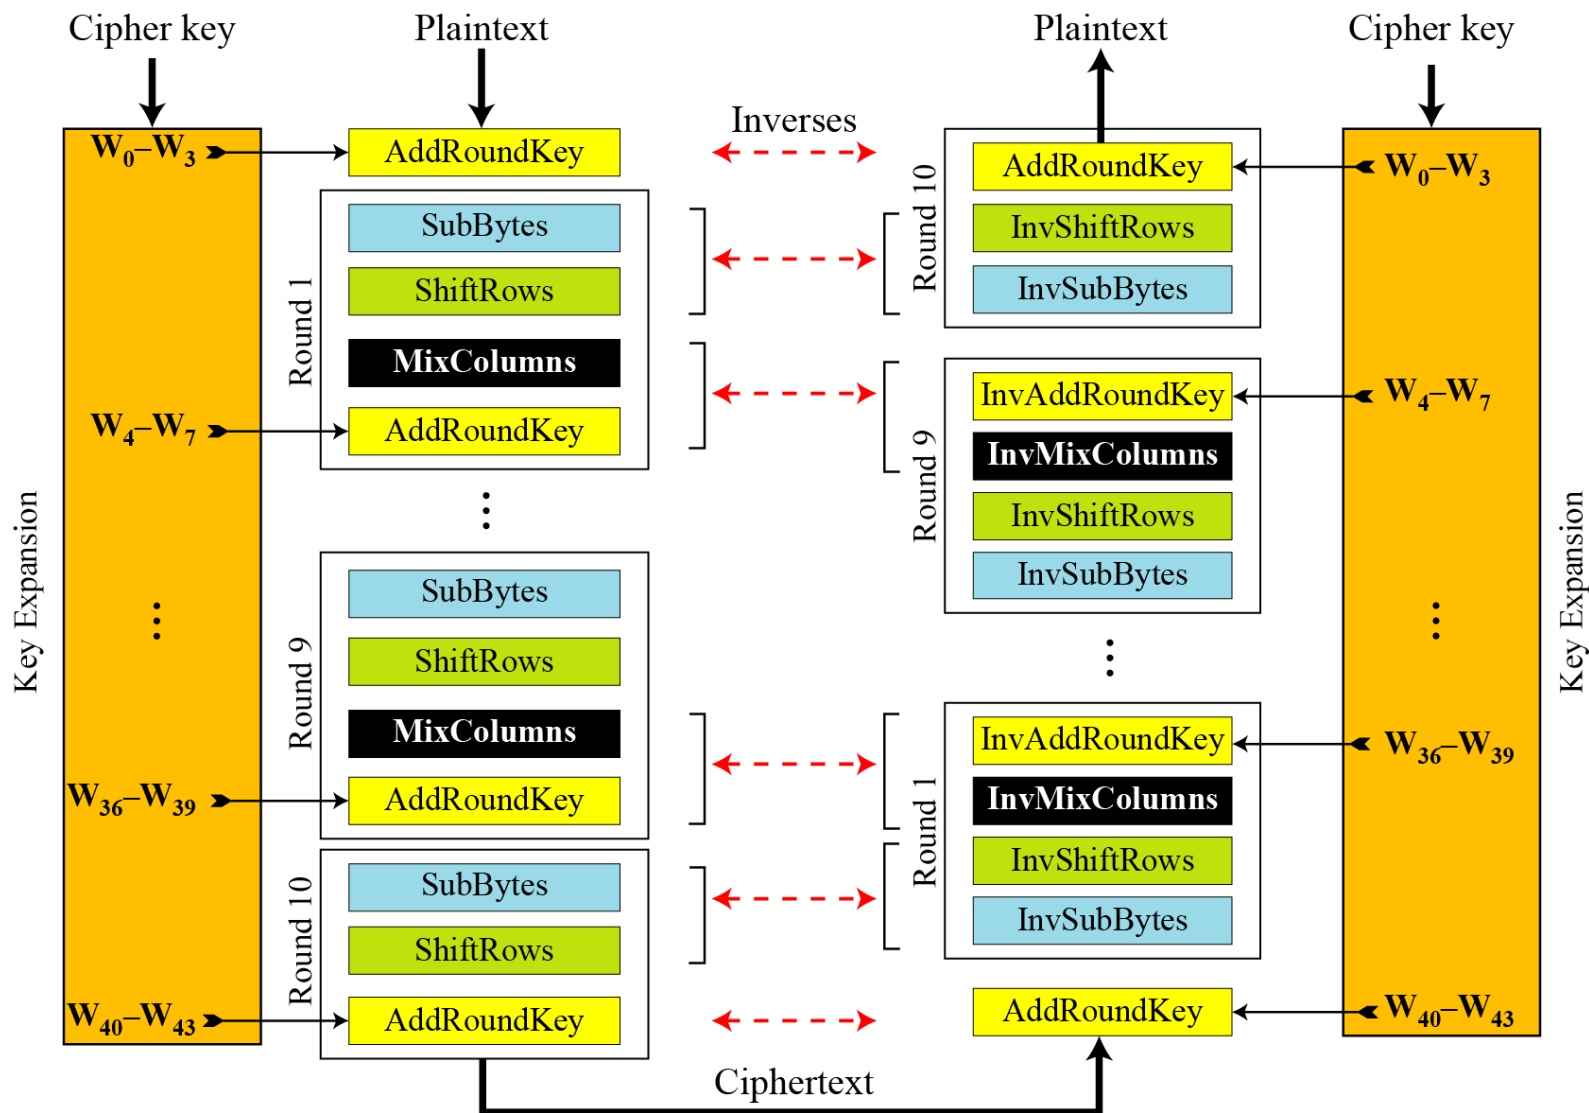 Cipher key
Plaintext
Plaintext
Cipher key
Inverses
W0–W3
AddRoundKey
Round 1
SubBytes
ShiftRows
MixColumns
W4–W7
AddRoundKey
⋮
Key Expansion
⋮
Round 9
SubBytes
ShiftRows
MixColumns
W36–W39
AddRoundKey
Round 10
SubBytes
ShiftRows
W40–W43
AddRoundKey
Ciphertext
Round 10
AddRoundKey
W0–W3
InvShiftRows
InvSubBytes
Round 9
InvAddRoundKey
W4–W7
InvMixColumns
InvShiftRows
InvSubBytes
⋮
⋮
Key Expansion
Round 1
InvAddRoundKey
W36–W39
InvMixColumns
InvShiftRows
InvSubBytes
AddRoundKey
W40–W43